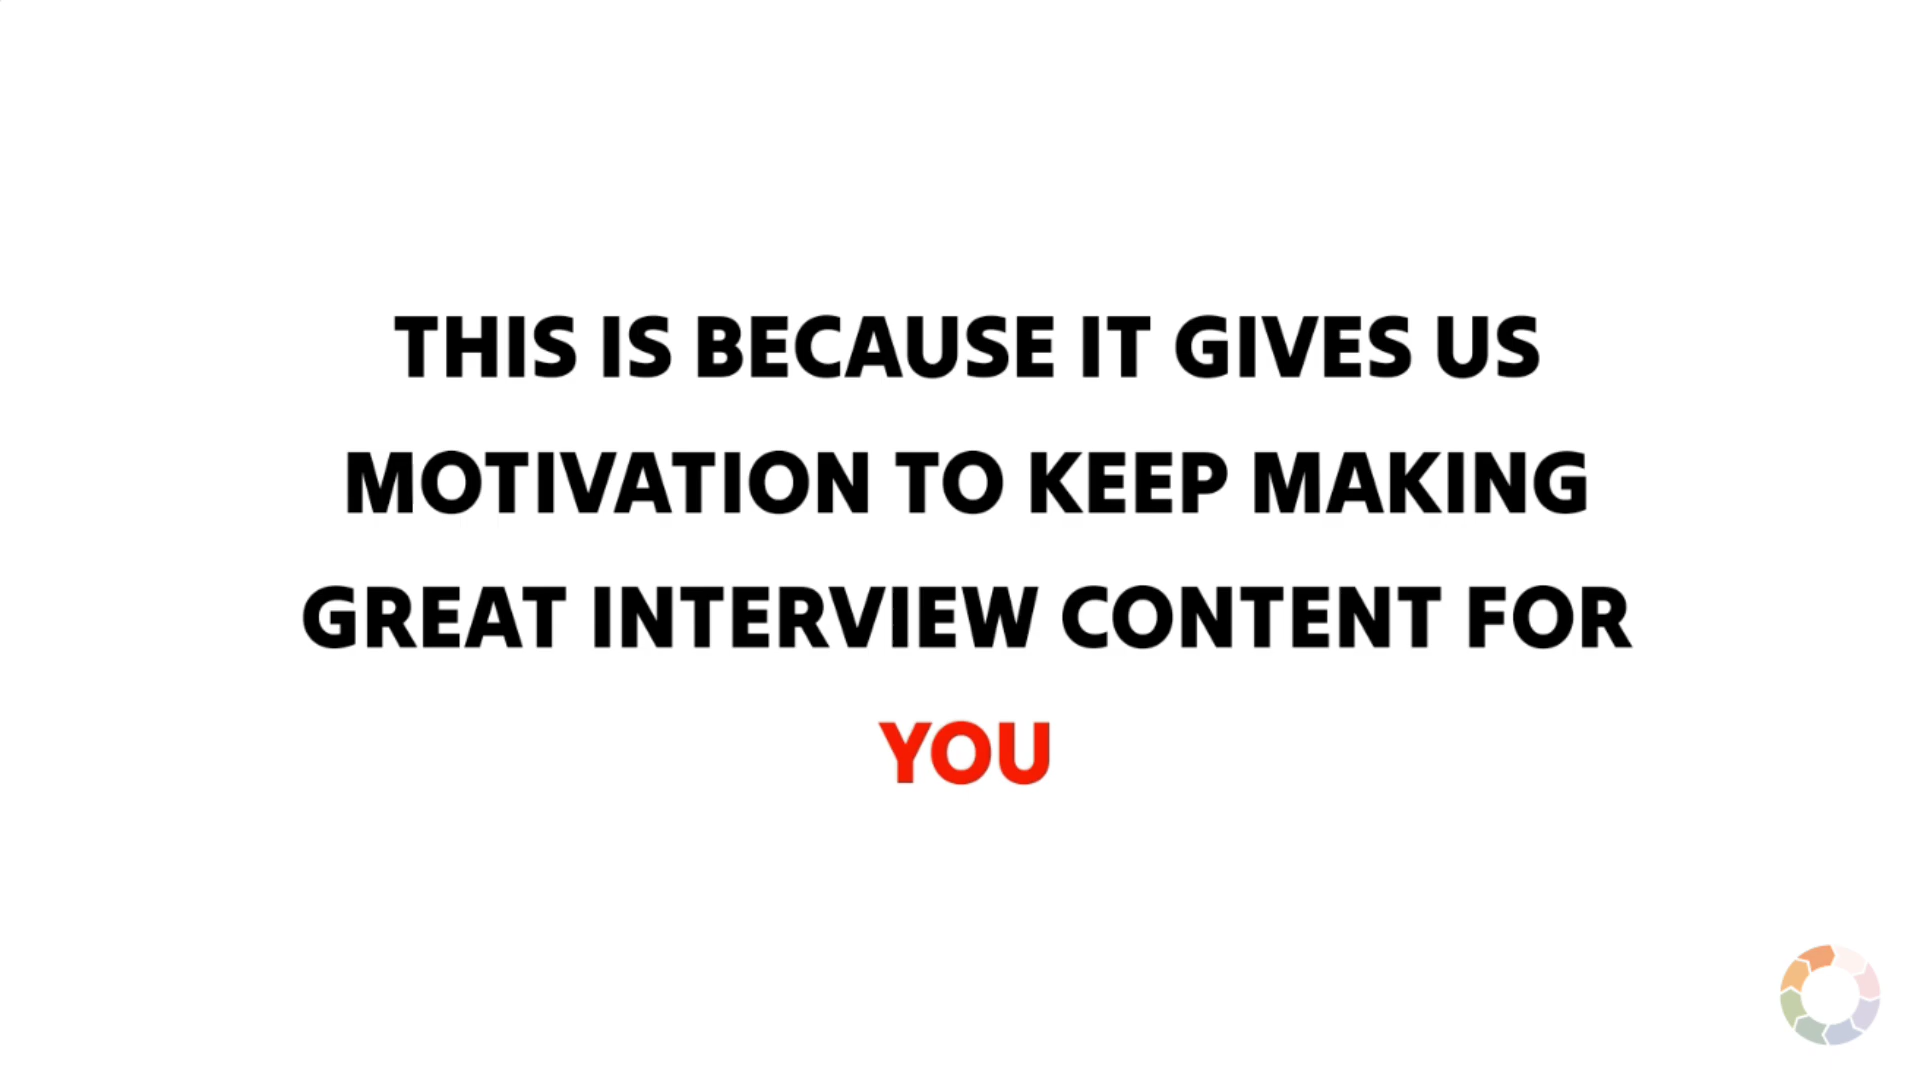 THIS IS BECAUSE IT GIVES US
MOTIVATION TO KEEP MAKING
GREAT INTERVIEW CONTENT FOR
YOU